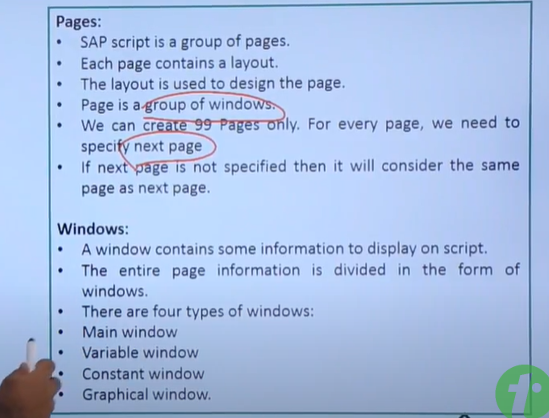 Pages:
• SAP script is a group of pages.
• Each page contains a layout.
• The layout is used to design the page.
• Page is a group of windows.
• We can create 99 Pages only. For every page, we need to
specify next page
• If next page is not specified then it will consider the same
page as next page.
Windows:
• A window contains some information to display on script.
• The entire page information is divided in the form of
windows.
• There are four types of windows:
• Main window
• Variable window
• Constant window
• Graphical window.